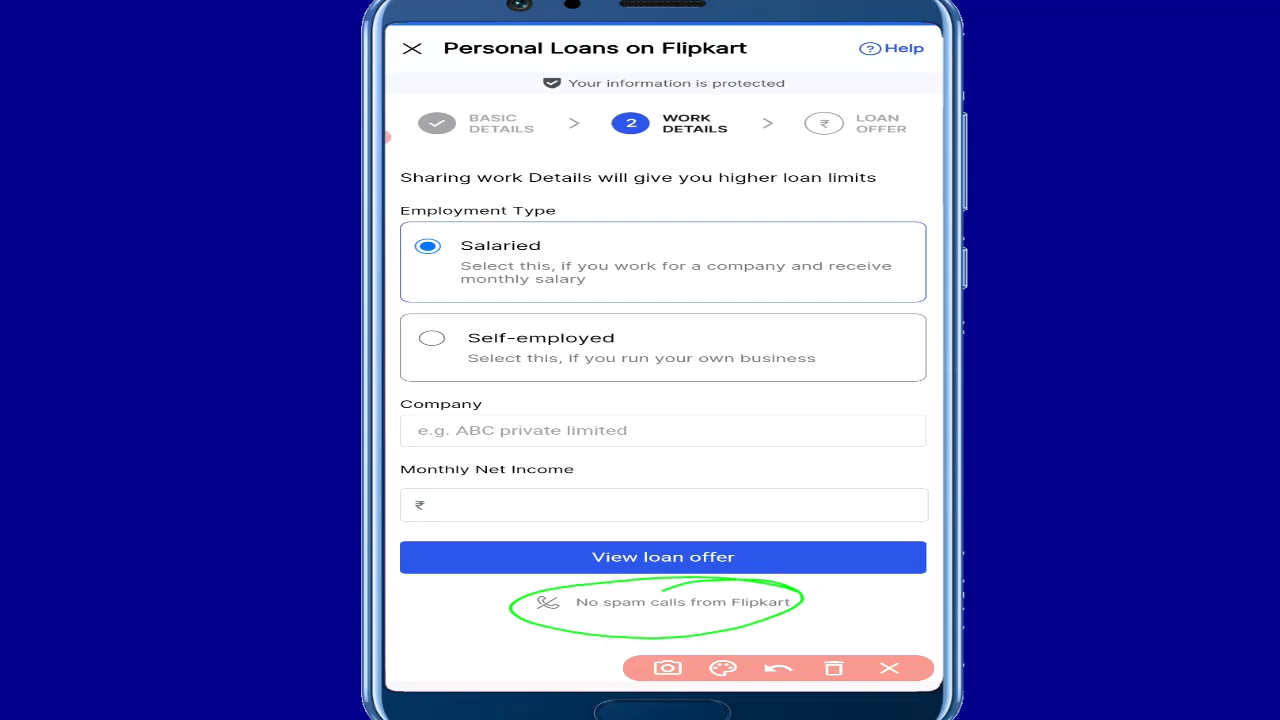 Personal Loans on Flipkart
? Help
Your information is protected
BASIC DETAILS > 2 WORK DETAILS > ₹ LOAN OFFER
Sharing work Details will give you higher loan limits
Employment Type
Salaried
Select this, if you work for a company and receive
monthly salary
Self-employed
Select this, if you run your own business
Company
e.g. ABC private limited
Monthly Net Income
₹
View loan offer
No spam calls from Flipkart